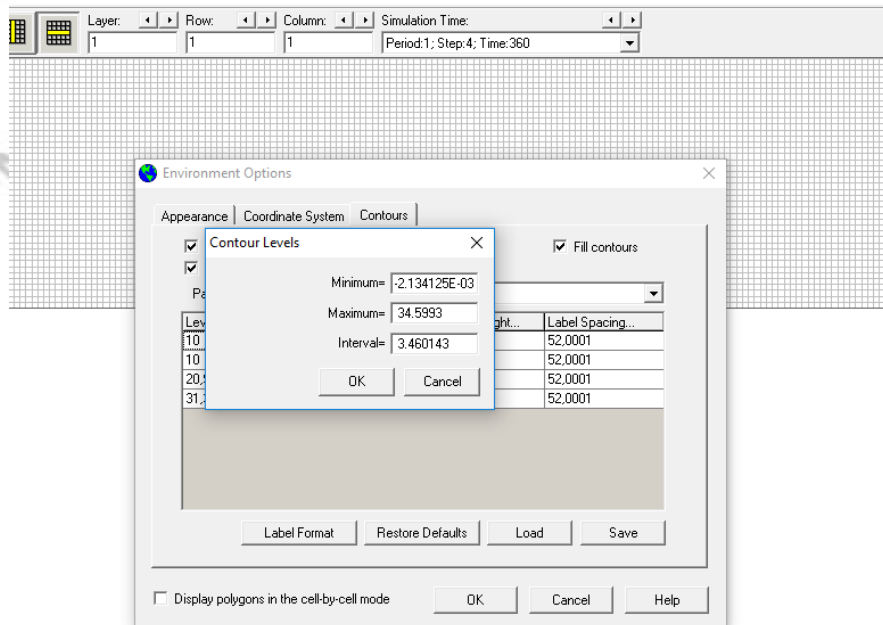 Layer: Row: Column: Simulation Time:
1 1 1 Period:1; Step:4; Time:360
Environment Options
Appearance Coordinate System Contours
Contour Levels
Fill contours
Minimum= -2.134125E-03
Maximum= 34.5993
Interval= 3.460143
OK Cancel
Label Spacing...
10 52,0001
10 52,0001
52,0001
52,0001
Label Format Restore Defaults Load Save
Display polygons in the cell-by-cell mode
OK Cancel Help